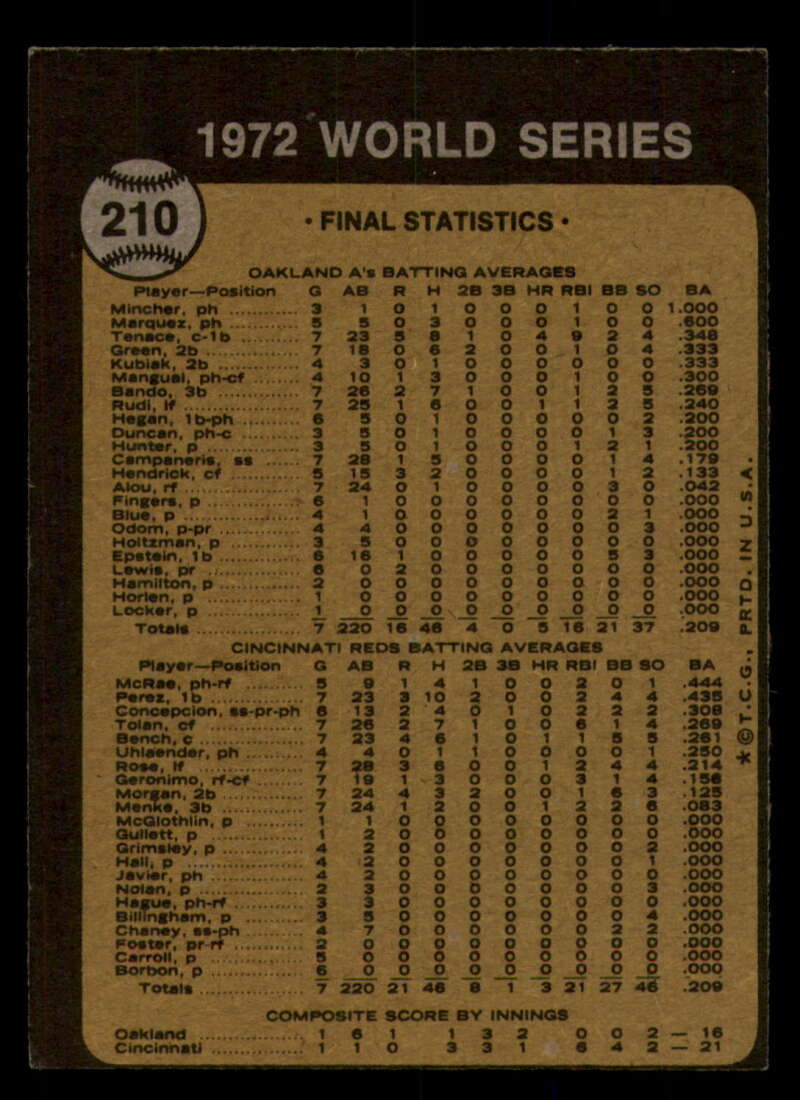 1972 WORLD SERIES
210
• FINAL STATISTICS •
OAKLAND A's BATTING AVERAGES
Player—Position G AB R H 2B 3B HR RBI BB SO BA
Mincher, ph ............ 3 1 0 1 0 0 0 1 0 0 1.000
Marquez, ph ............ 5 5 0 3 0 0 0 1 0 0 .600
Tenace, c-1b ............ 7 23 5 8 1 0 4 9 2 4 .348
Green, 2b ............ 7 18 0 6 2 0 0 1 0 4 .333
Kubiak, 2b ............ 4 3 0 1 0 0 0 0 0 0 .333
Mangual, ph-cf ........ 4 10 1 3 0 0 0 1 0 0 .300
Bando, 3b ............ 7 26 2 7 1 0 0 1 2 5 .269
Rudi, lf ............ 7 25 1 6 0 0 1 1 2 5 .240
Hegan, 1b-ph ........ 6 5 0 1 0 0 0 0 0 2 .200
Duncan, ph-c .......... 3 5 0 1 0 0 0 0 1 3 .200
Hunter, p ............ 3 5 0 1 0 0 0 1 2 1 .200
Campaneris, ss ...... 7 28 1 5 0 0 0 0 1 4 .179
Hendrick, cf .......... 5 15 3 2 0 0 0 0 1 2 .133
Alou, rf ............ 7 24 0 1 0 0 0 0 3 0 .042
Fingers, p ............ 6 1 0 0 0 0 0 0 0 0 .000
Blue, p ............ 4 1 0 0 0 0 0 0 2 1 .000
Odom, p-pr ............ 4 4 0 0 0 0 0 0 0 3 .000
Holtzman, p ............ 3 5 0 0 0 0 0 0 0 0 .000
Epstein, 1b ............ 6 16 1 0 0 0 0 0 5 3 .000
Lewis, pr ............ 6 0 2 0 0 0 0 0 0 0 .000
Hamilton, p ............ 2 0 0 0 0 0 0 0 0 0 .000
Horlen, p ............ 1 0 0 0 0 0 0 0 0 0 .000
Locker, p ............ 1 0 0 0 0 0 0 0 0 0 .000
Totals ............ 7 220 16 46 4 0 5 16 21 37 .209
CINCINNATI REDS BATTING AVERAGES
Player—Position G AB R H 2B 3B HR RBI BB SO BA
McRae, ph-rf .......... 5 9 1 4 1 0 0 2 0 1 .444
Perez, 1b ............ 7 23 3 10 2 0 0 2 4 4 .435
Concepcion, ss-pr-ph 6 13 2 4 0 1 0 2 2 2 .308
Tolan, cf ............ 7 26 2 7 1 0 0 6 1 4 .269
Bench, c ............ 7 23 4 6 1 0 1 1 5 5 .261
Uhlaender, ph .......... 4 4 0 1 1 0 0 0 0 1 .250
Rose, lf ............ 7 28 3 6 0 0 1 2 4 4 .214
Geronimo, rf-cf ........ 7 19 1 3 0 0 0 3 1 4 .158
Morgan, 2b ............ 7 24 4 3 2 0 0 1 6 3 .125
Menke, 3b ............ 7 24 1 2 0 0 1 2 2 6 .083
McGlothlin, p .......... 1 1 0 0 0 0 0 0 0 0 .000
Gullett, p ............ 1 2 0 0 0 0 0 0 0 0 .000
Grimsley, p ............ 4 2 0 0 0 0 0 0 0 2 .000
Hall, p ............ 4 2 0 0 0 0 0 0 0 1 .000
Javier, ph ............ 4 2 0 0 0 0 0 0 0 0 .000
Nolan, p ............ 2 3 0 0 0 0 0 0 0 3 .000
Hague, ph-rf .......... 3 3 0 0 0 0 0 0 0 0 .000
Billingham, p .......... 3 5 0 0 0 0 0 0 0 4 .000
Chaney, ss-ph .......... 4 7 0 0 0 0 0 0 2 2 .000
Foster, pr-rf ............ 2 0 0 0 0 0 0 0 0 0 .000
Carroll, p ............ 5 0 0 0 0 0 0 0 0 0 .000
Borbon, p ............ 6 0 0 0 0 0 0 0 0 0 .000
Totals ............ 7 220 21 46 8 1 3 21 27 46 .209
COMPOSITE SCORE BY INNINGS
Oakland ............ 1 6 1 1 3 2 0 0 2 — 16
Cincinnati ............ 1 1 0 3 3 1 6 4 2 — 21
*©T.C.G., PRTD. IN U.S.A.